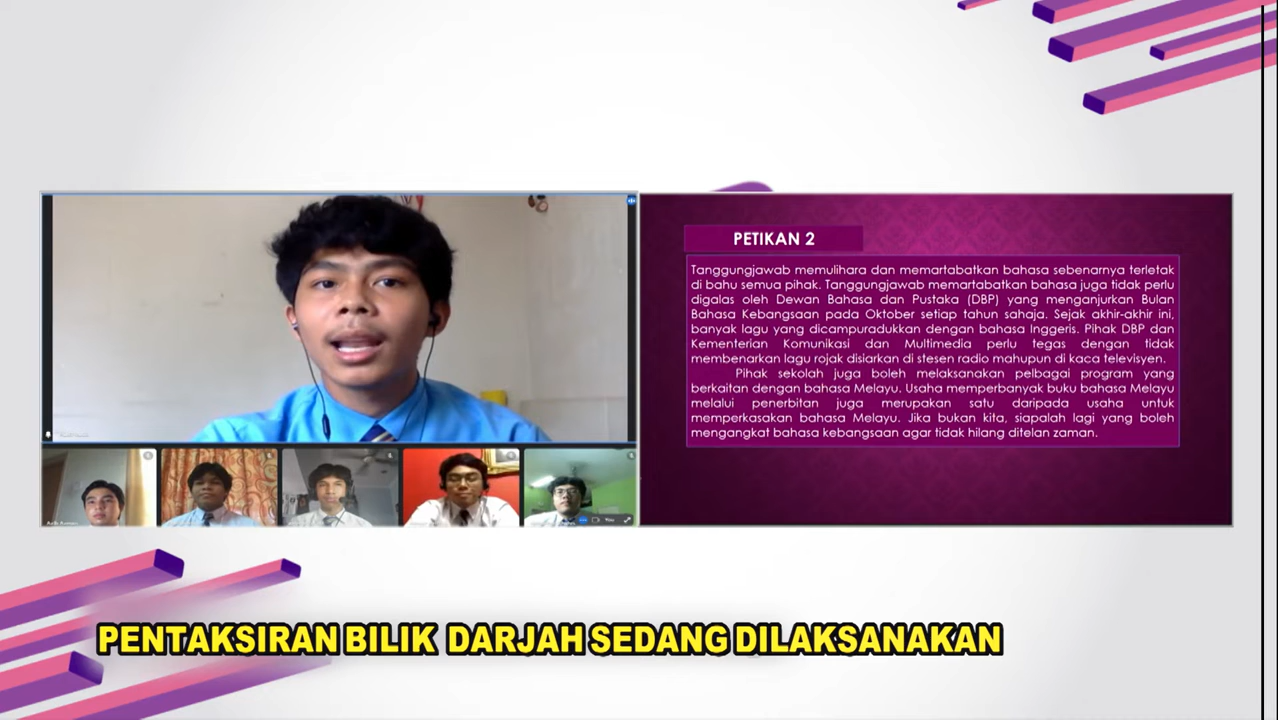 PETIKAN 2
Tanggungjawab memulihara dan memartabatkan bahasa sebenarnya terletak
di bahu semua pihak. Tanggungjawab memartabatkan bahasa juga tidak perlu
digalas oleh Dewan Bahasa dan Pustaka (DBP) yang menganjurkan Bulan
Bahasa Kebangsaan pada Oktober setiap tahun sahaja. Sejak akhir-akhir ini,
banyak lagu yang dicampuradukkan dengan bahasa Inggeris. Pihak DBP dan
Kementerian Komunikasi dan Multimedia perlu tegas dengan tidak
membenarkan lagu rojak disiarkan di stesen radio mahupun di kaca televisyen.
Pihak sekolah juga boleh melaksanakan pelbagai program yang
berkaitan dengan bahasa Melayu. Usaha memperbanyak buku bahasa Melayu
melalui penerbitan juga merupakan satu daripada usaha untuk
memperkasakan bahasa Melayu. Jika bukan kita, siapalah lagi yang boleh
mengangkat bahasa kebangsaan agar tidak hilang ditelan zaman.
PENTAKSIRAN BILIK DARJAH SEDANG DILAKSANAKAN